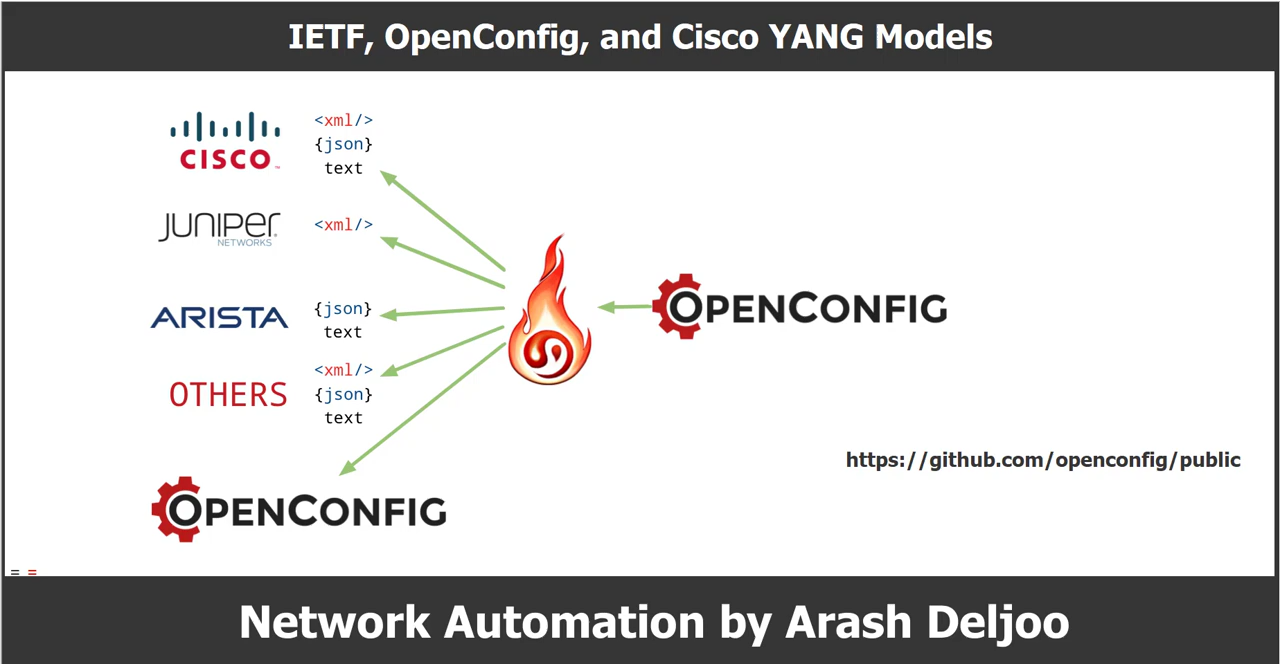 IETF, OpenConfig, and Cisco YANG Models
CISCO
<xml/>
{json}
text
JUNIPER
NETWORKS
<xml/>
ARISTA
{json}
text
OTHERS
<xml/>
{json}
text
OPENCONFIG
OPENCONFIG
https://github.com/openconfig/public
= =
Network Automation by Arash Deljoo